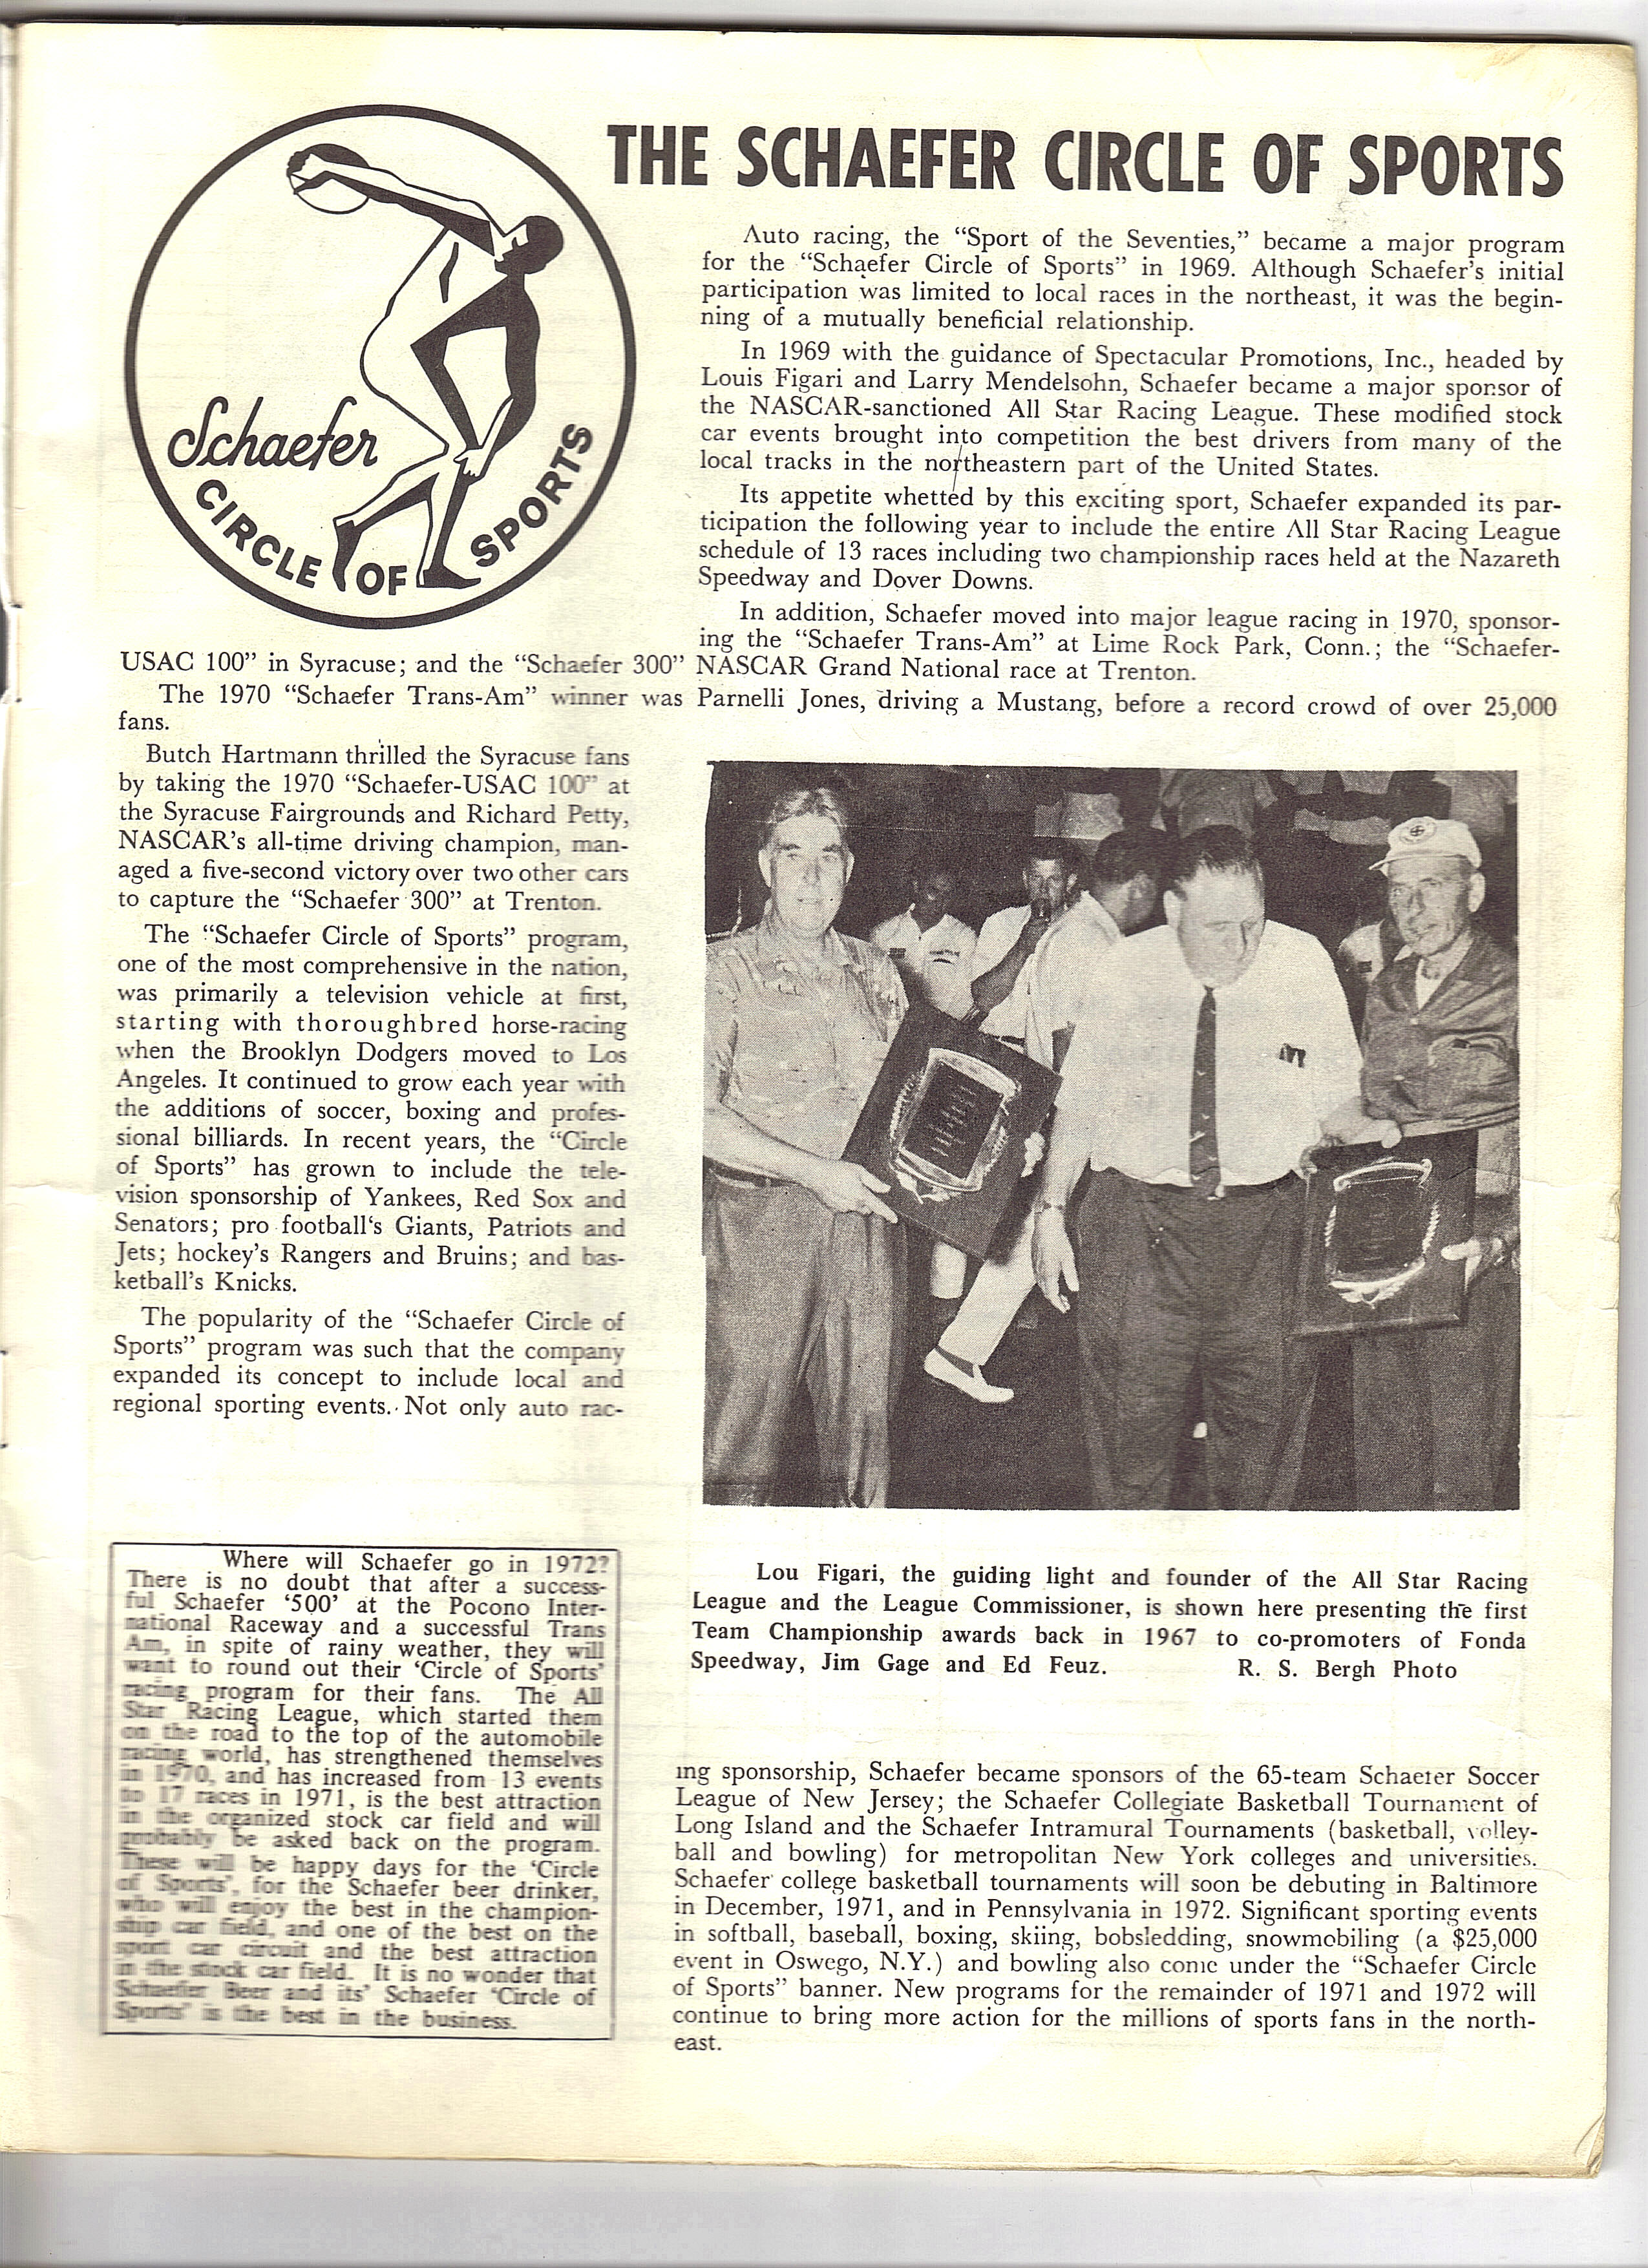 THE SCHAEFER CIRCLE OF SPORTS
Schaefer
CIRCLE OF SPORTS
Auto racing, the “Sport of the Seventies,” became a major program
for the “Schaefer Circle of Sports” in 1969. Although Schaefer's initial
participation was limited to local races in the northeast, it was the begin-
ning of a mutually beneficial relationship.
In 1969 with the guidance of Spectacular Promotions, Inc., headed by
Louis Figari and Larry Mendelsohn, Schaefer became a major sponsor of
the NASCAR-sanctioned All Star Racing League. These modified stock
car events brought into competition the best drivers from many of the
local tracks in the northeastern part of the United States.
Its appetite whetted by this exciting sport, Schaefer expanded its par-
ticipation the following year to include the entire All Star Racing League
schedule of 13 races including two championship races held at the Nazareth
Speedway and Dover Downs.
In addition, Schaefer moved into major league racing in 1970, sponsor-
ing the “Schaefer Trans-Am” at Lime Rock Park, Conn.; the “Schaefer-
USAC 100” in Syracuse; and the “Schaefer 300” NASCAR Grand National race at Trenton.
The 1970 “Schaefer Trans-Am” winner was Parnelli Jones, driving a Mustang, before a record crowd of over 25,000
fans.
Butch Hartmann thrilled the Syracuse fans
by taking the 1970 “Schaefer-USAC 100” at
the Syracuse Fairgrounds and Richard Petty,
NASCAR's all-time driving champion, man-
aged a five-second victory over two other cars
to capture the “Schaefer 300” at Trenton.
The “Schaefer Circle of Sports” program,
one of the most comprehensive in the nation,
was primarily a television vehicle at first,
starting with thoroughbred horse-racing
when the Brooklyn Dodgers moved to Los
Angeles. It continued to grow each year with
the additions of soccer, boxing and profes-
sional billiards. In recent years, the “Circle
of Sports” has grown to include the tele-
vision sponsorship of Yankees, Red Sox and
Senators; pro football‘s Giants, Patriots and
Jets; hockey's Rangers and Bruins; and bas-
ketball's Knicks.
The popularity of the “Schaefer Circle of
Sports” program was such that the company
expanded its concept to include local and
regional sporting events. Not only auto rac-
Where will Schaefer go in 1972?
There is no doubt that after a success-
ful Schaefer ‘500’ at the Pocono Inter-
national Raceway and a successful Trans
Am, in spite of rainy weather, they will
want to round out their ‘Circle of Sports’
racing program for their fans. The All
Star Racing League, which started them
on the road to the top of the automobile
racing world, has strengthened themselves
in 1970, and has increased from 13 events
to 17 races in 1971, is the best attraction
in the organized stock car field and will
probably be asked back on the program.
These will be happy days for the ‘Circle
of Sports’, for the Schaefer beer drinker,
who will enjoy the best in the champion-
ship car field, and one of the best on the
sport car circuit and the best attraction
in the stock car field. It is no wonder that
Schaefer Beer and its’ Schaefer ‘Circle of
Sports’ is the best in the business.
Lou Figari, the guiding light and founder of the All Star Racing
League and the League Commissioner, is shown here presenting the first
Team Championship awards back in 1967 to co-promoters of Fonda
Speedway, Jim Gage and Ed Feuz. R. S. Bergh Photo
ing sponsorship, Schaefer became sponsors of the 65-team Schaefer Soccer
League of New Jersey; the Schaefer Collegiate Basketball Tournament of
Long Island and the Schaefer Intramural Tournaments (basketball, volley-
ball and bowling) for metropolitan New York colleges and universities.
Schaefer college basketball tournaments will soon be debuting in Baltimore
in December, 1971, and in Pennsylvania in 1972. Significant sporting events
in softball, baseball, boxing, skiing, bobsledding, snowmobiling (a $25,000
event in Oswego, N.Y.) and bowling also come under the “Schaefer Circle
of Sports” banner. New programs for the remainder of 1971 and 1972 will
continue to bring more action for the millions of sports fans in the north-
east.